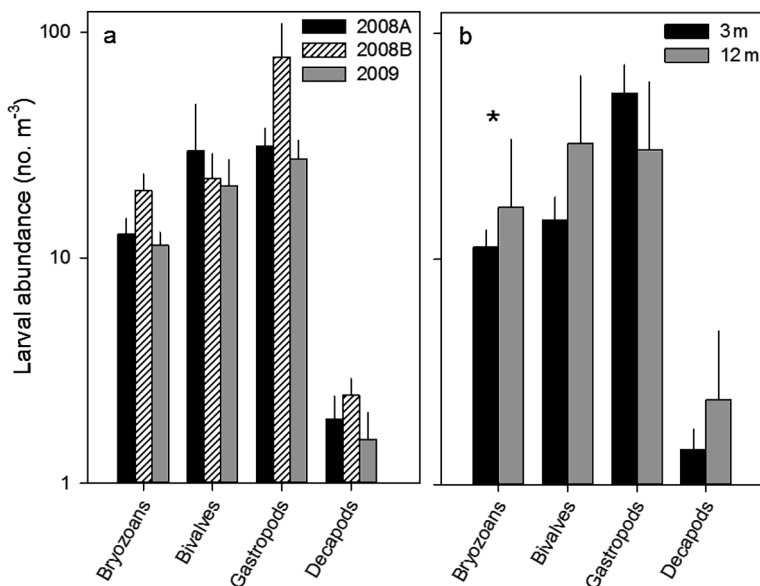 a
2008A
2008B
2009
b
3 m
12 m
*
Larval abundance (no. m-3)
100
10
1
Bryozoans
Bivalves
Gastropods
Decapods
Bryozoans
Bivalves
Gastropods
Decapods